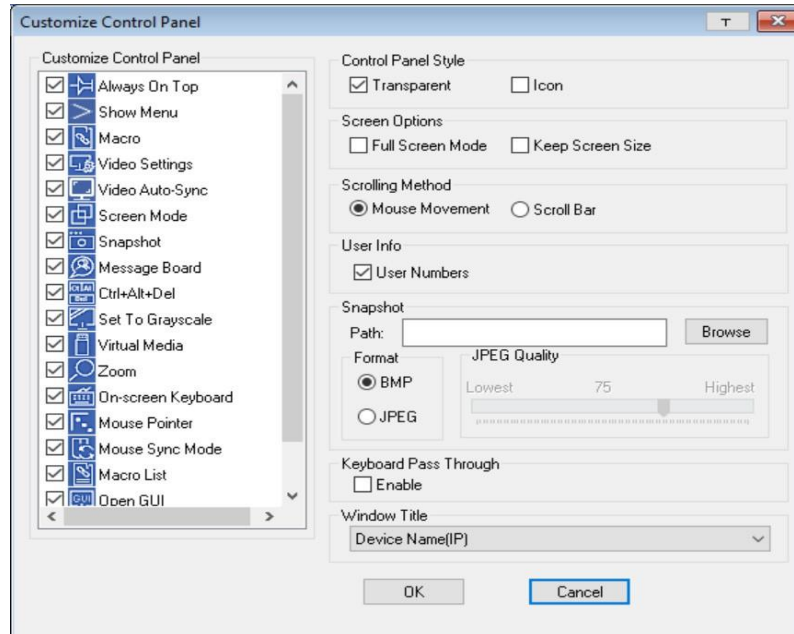 Customize Control Panel
T
Customize Control Panel
Always On Top
Show Menu
Macro
Video Settings
Video Auto-Sync
Screen Mode
Snapshot
Message Board
Ctrl+Alt+Del
Set To Grayscale
Virtual Media
Zoom
On-screen Keyboard
Mouse Pointer
Mouse Sync Mode
Macro List
GUI Open GUI
Control Panel Style
Transparent Icon
Screen Options
Full Screen Mode Keep Screen Size
Scrolling Method
Mouse Movement Scroll Bar
User Info
User Numbers
Snapshot
Path: Browse
Format
BMP
JPEG
JPEG Quality
Lowest 75 Highest
Keyboard Pass Through
Enable
Window Title
Device Name(IP)
OK Cancel